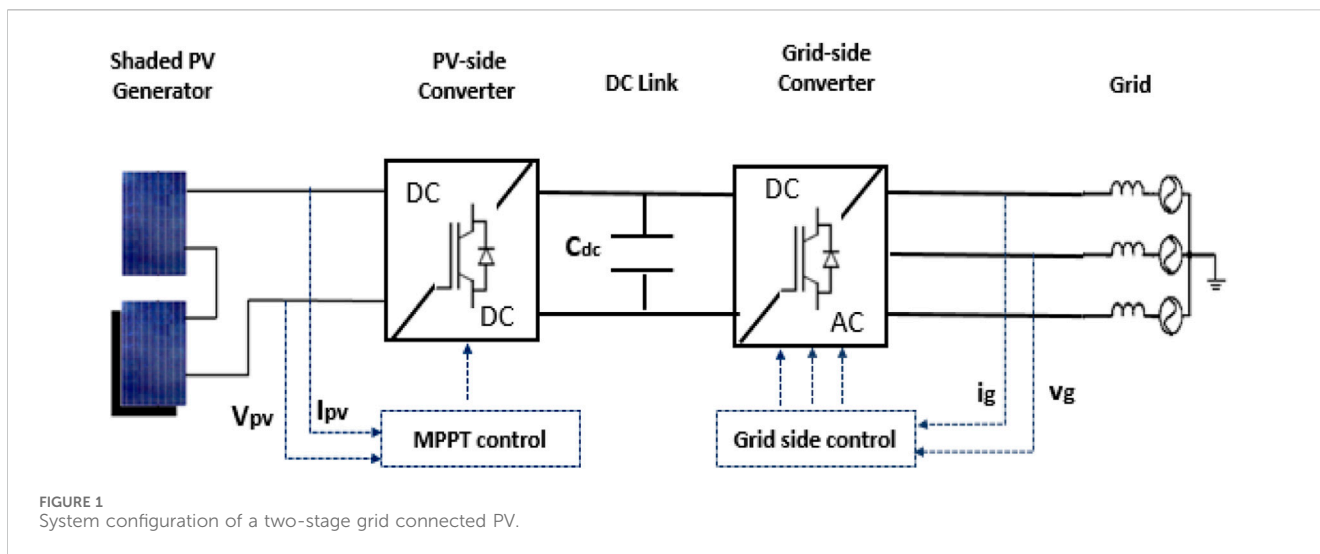 Shaded PV
Generator
PV-side
Converter
DC Link
Grid-side
Converter
Grid
DC
DC
Cdc
DC
AC
Vpv
Ipv
ig
vg
MPPT control
Grid side control
FIGURE 1
System configuration of a two-stage grid connected PV.